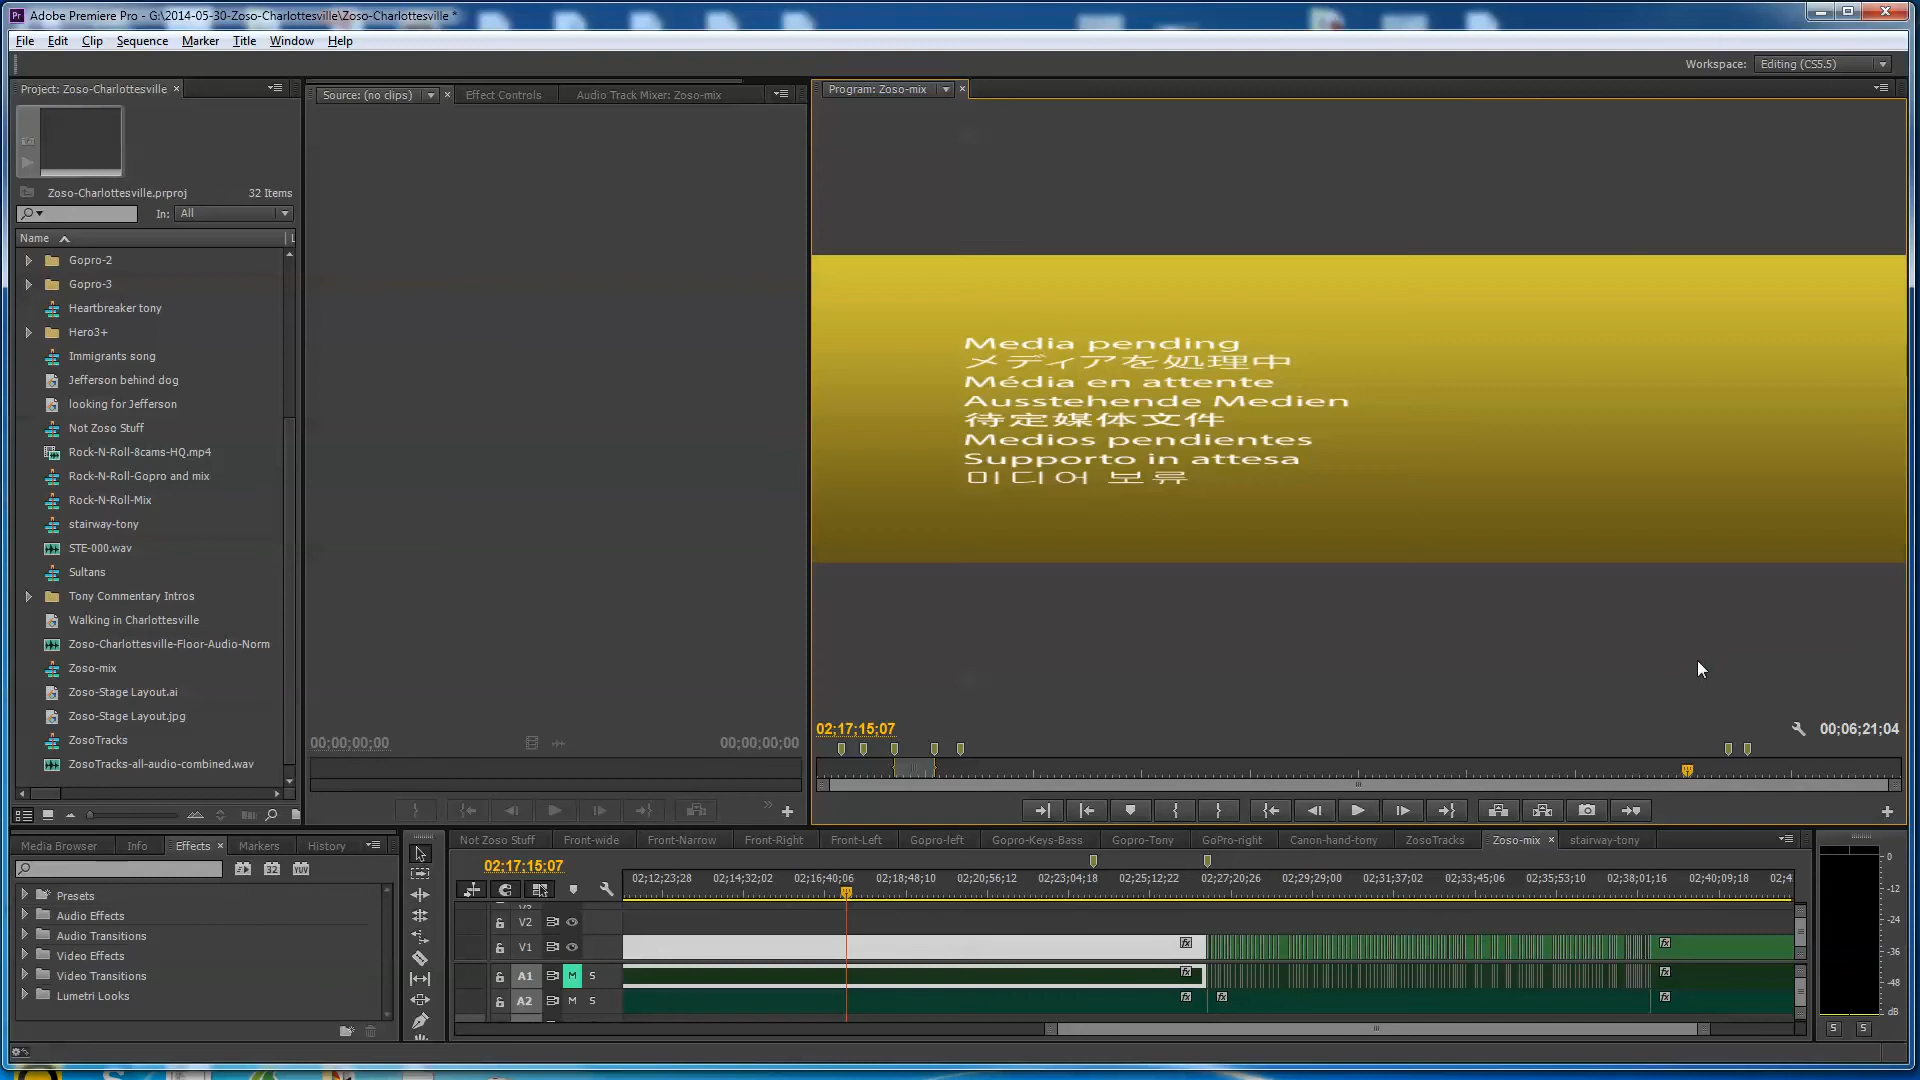 Adobe Premiere Pro - G:\2014-05-30-Zoso-Charlottesville\Zoso-Charlottesville *
File Edit Clip Sequence Marker Title Window Help
Workspace: Editing (CS5.5)
Project: Zoso-Charlottesville
Zoso-Charlottesville.prproj 32 Items
In: All
Name
Gopro-2
Gopro-3
Heartbreaker tony
Hero3+
Immigrants song
Jefferson behind dog
looking for Jefferson
Not Zoso Stuff
Rock-N-Roll-8cams-HQ.mp4
Rock-N-Roll-Gopro and mix
Rock-N-Roll-Mix
stairway-tony
STE-000.wav
Sultans
Tony Commentary Intros
Walking in Charlottesville
Zoso-Charlottesville-Floor-Audio-Norm
Zoso-mix
Zoso-Stage Layout.ai
Zoso-Stage Layout.jpg
ZosoTracks
ZosoTracks-all-audio-combined.wav
Source: (no clips) Effect Controls Audio Track Mixer: Zoso-mix
00;00;00;00 00;00;00;00
Program: Zoso-mix
Media pending
メディアを処理中
Média en attente
Ausstehende Medien
待定媒体文件
Medios pendientes
Supporto in attesa
미디어 보류
02;17;15;07 00;06;21;04
Media Browser Info Effects Markers History
32 YUV
Presets
Audio Effects
Audio Transitions
Video Effects
Video Transitions
Lumetri Looks
Not Zoso Stuff Front-wide Front-Narrow Front-Right Front-Left Gopro-left Gopro-Keys-Bass Gopro-Tony GoPro-right Canon-hand-tony ZosoTracks Zoso-mix stairway-tony
02;17;15;07
02;12;23;28 02;14;32;02 02;16;40;06 02;18;48;10 02;20;56;12 02;23;04;18 02;25;12;22 02;27;20;26 02;29;29;00 02;31;37;02 02;33;45;06 02;35;53;10 02;38;01;16 02;40;09;18
V2
V1
A1 M S
A2 M S
0
-12
-24
-36
-48
dB
S S